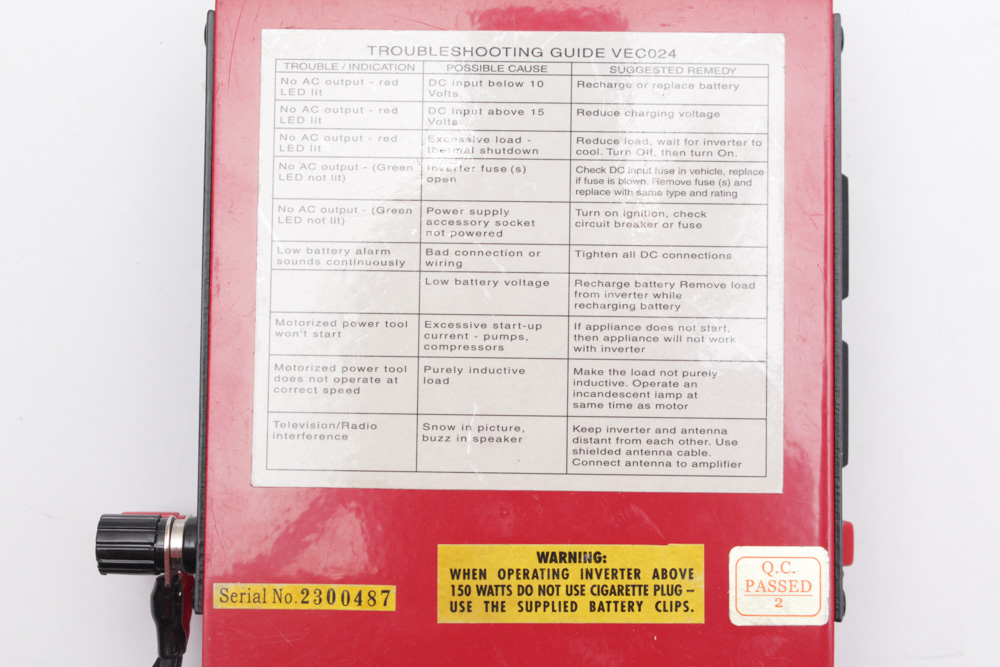 TROUBLESHOOTING GUIDE VEC024
TROUBLE / INDICATION POSSIBLE CAUSE SUGGESTED REMEDY
No AC output - red
LED lit
DC input below 10
Volts
Recharge or replace battery
No AC output - red
LED lit
DC input above 15
Volts
Reduce charging voltage
No AC output - red
LED lit
Excessive load -
thermal shutdown
Reduce load, wait for inverter to
cool. Turn Off, then turn On.
No AC output - (Green
LED not lit)
Inverter fuse (s)
open
Check DC input fuse in vehicle, replace
if fuse is blown. Remove fuse (s) and
replace with same type and rating
No AC output - (Green
LED not lit)
Power supply
accessory socket
not powered
Turn on ignition, check
circuit breaker or fuse
Low battery alarm
sounds continuously
Bad connection or
wiring
Tighten all DC connections
Low battery voltage
Recharge battery Remove load
from inverter while
recharging battery
Motorized power tool
won't start
Excessive start-up
current - pumps,
compressors
If appliance does not start,
then appliance will not work
with inverter
Motorized power tool
does not operate at
correct speed
Purely inductive
load
Make the load not purely
inductive. Operate an
incandescent lamp at
same time as motor
Television/Radio
interference
Snow in picture,
buzz in speaker
Keep inverter and antenna
distant from each other. Use
shielded antenna cable.
Connect antenna to amplifier
Serial No. 2300487
WARNING:
WHEN OPERATING INVERTER ABOVE
150 WATTS DO NOT USE CIGARETTE PLUG –
USE THE SUPPLIED BATTERY CLIPS.
Q.C.
PASSED
2